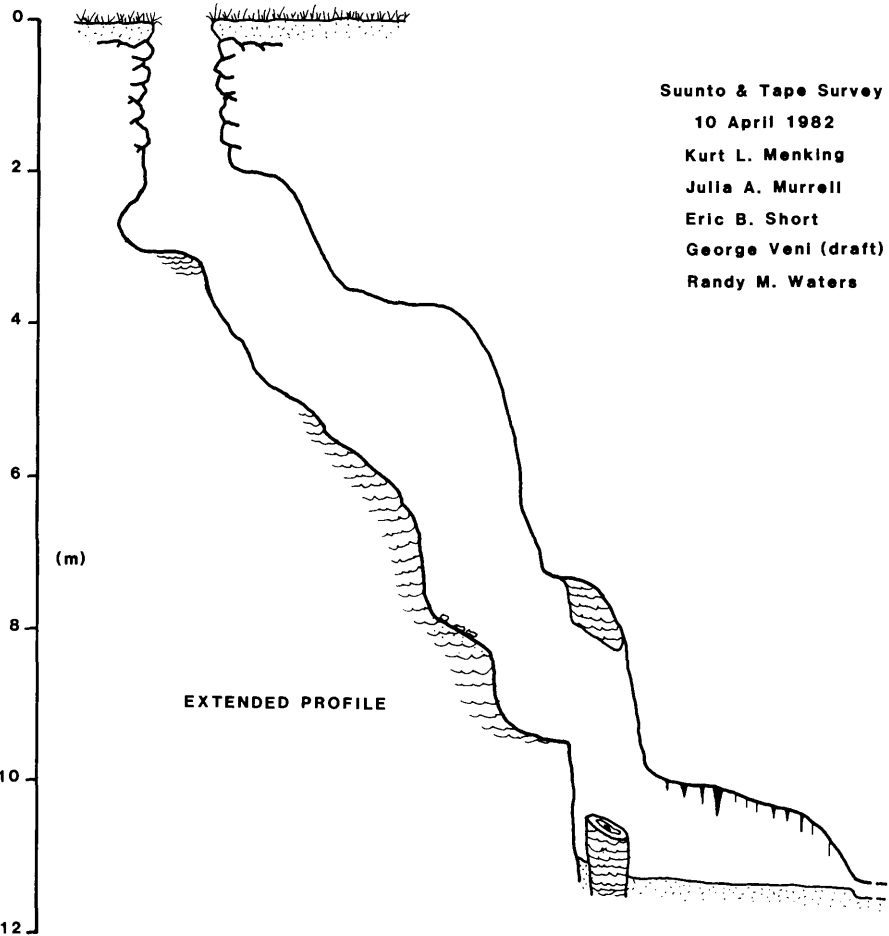 0
2
4
6
(m)
8
10
12
Suunto & Tape Survey
10 April 1982
Kurt L. Menking
Julia A. Murrell
Eric B. Short
George Veni (draft)
Randy M. Waters
EXTENDED PROFILE